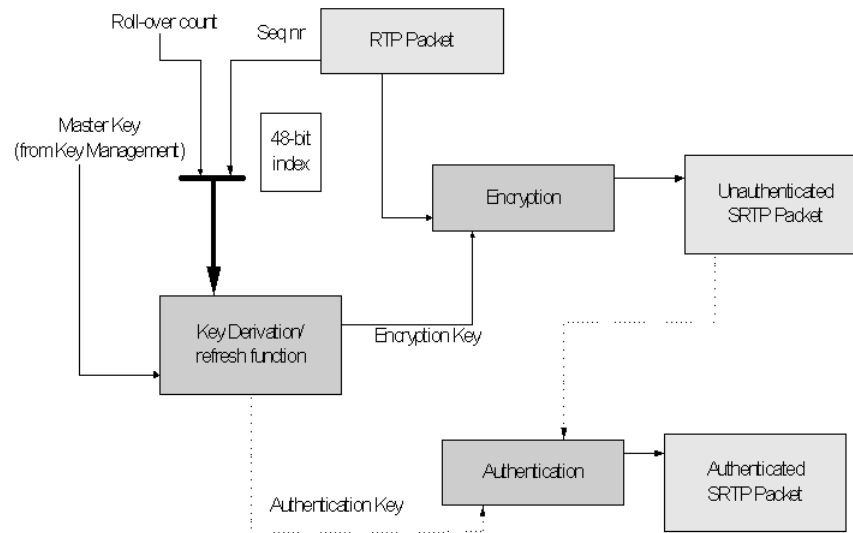 Roll-over count
Seq nr
RTP Packet
Master Key
(from Key Management)
48-bit
index
Encryption
Unauthenticated
SRTP Packet
Key Derivation/
refresh function
Encryption Key
Authentication
Authenticated
SRTP Packet
Authentication Key